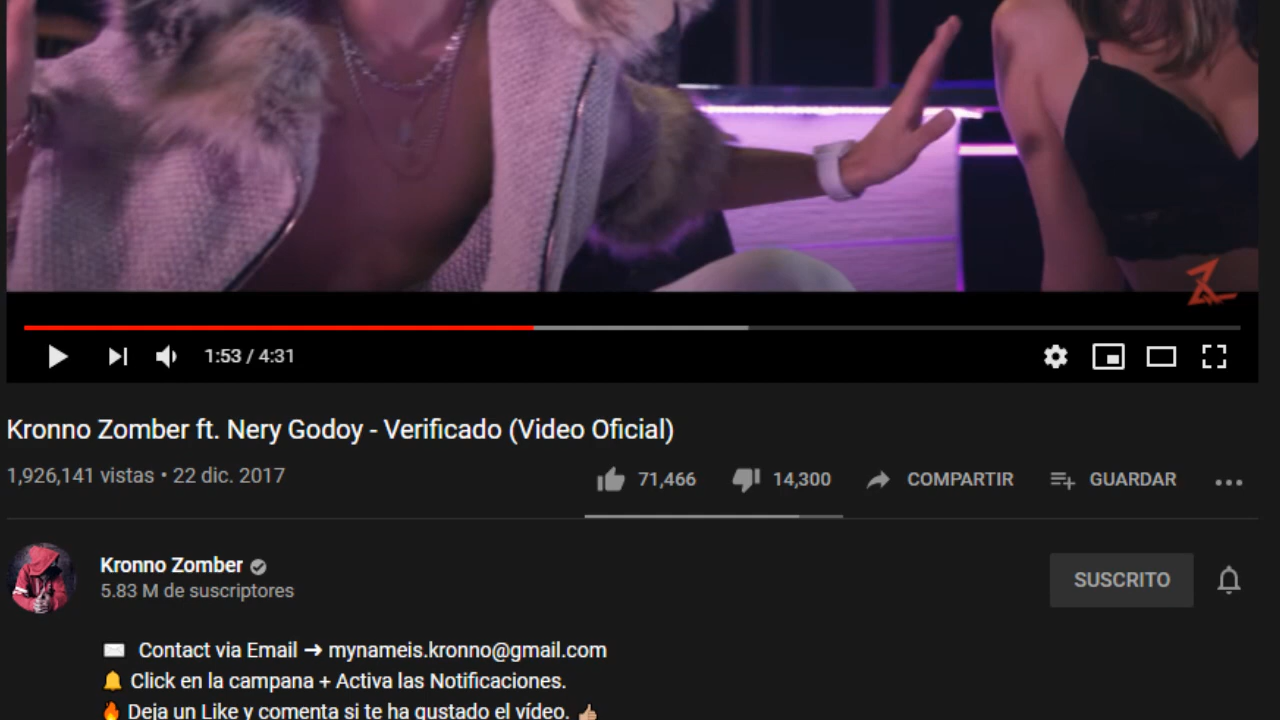 1:53 / 4:31
Kronno Zomber ft. Nery Godoy - Verificado (Video Oficial)
1,926,141 vistas • 22 dic. 2017
71,466 14,300 COMPARTIR GUARDAR
Kronno Zomber
5.83 M de suscriptores
SUSCRITO
Contact via Email ➔ mynameis.kronno@gmail.com
Click en la campana + Activa las Notificaciones.
Deja un Like y comenta si te ha gustado el vídeo.